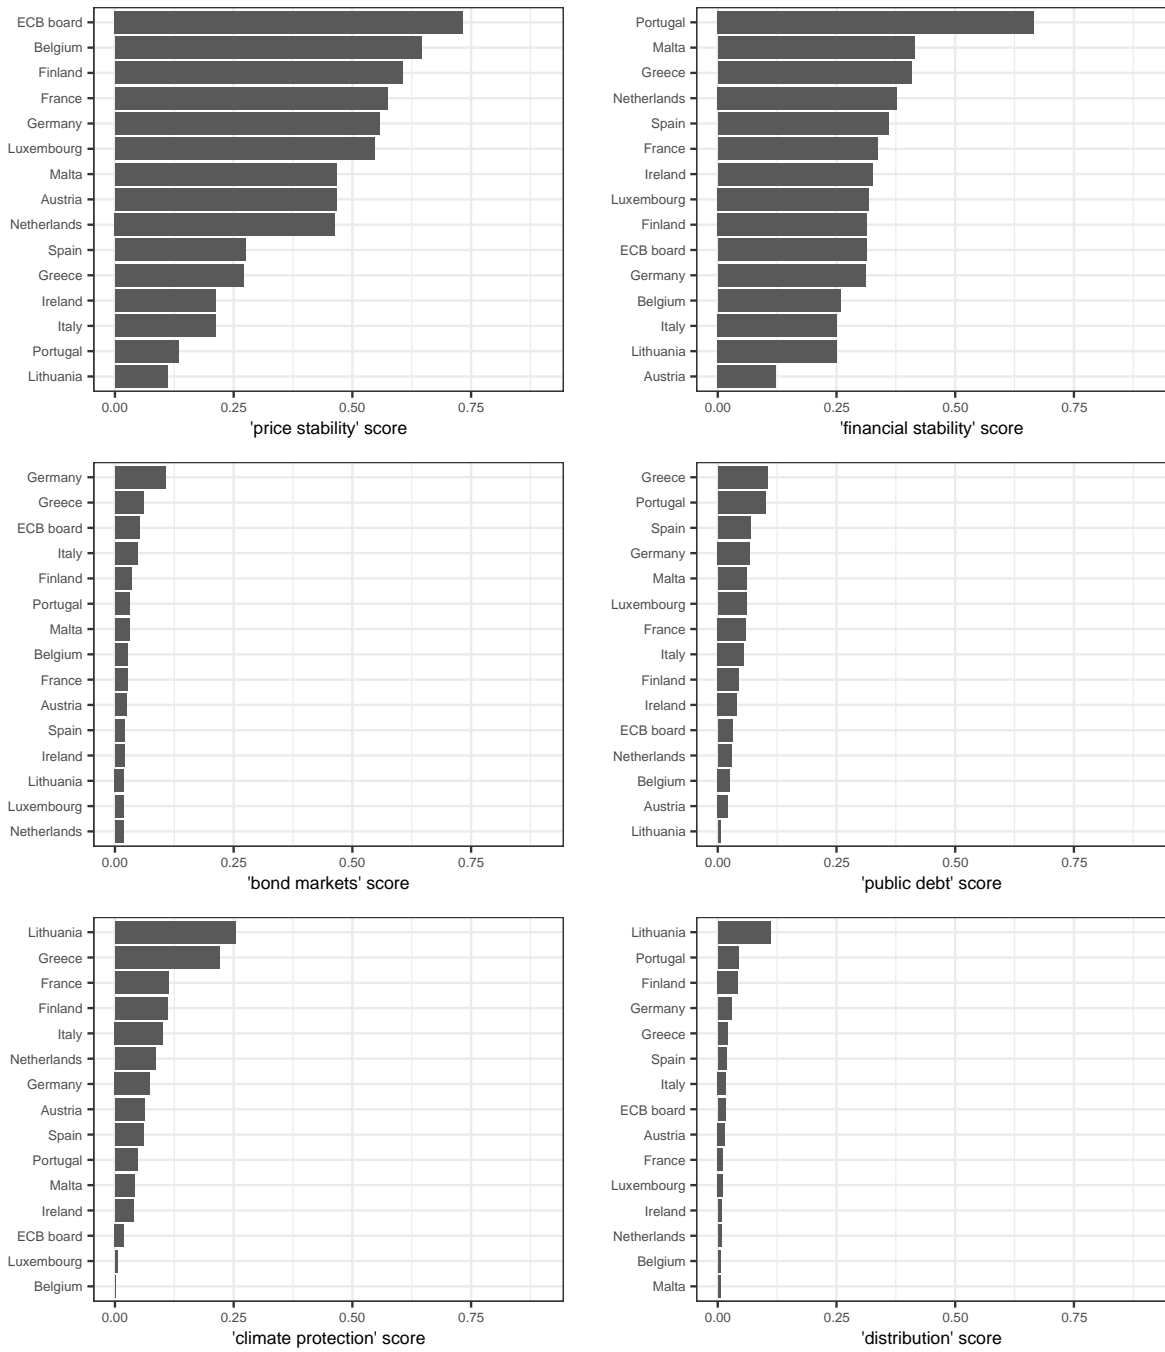 ECB board
Belgium
Finland
France
Germany
Luxembourg
Malta
Austria
Netherlands
Spain
Greece
Ireland
Italy
Portugal
Lithuania
0.00 0.25 0.50 0.75
'price stability' score
Portugal
Malta
Greece
Netherlands
Spain
France
Ireland
Luxembourg
Finland
ECB board
Germany
Belgium
Italy
Lithuania
Austria
0.00 0.25 0.50 0.75
'financial stability' score
Germany
Greece
ECB board
Italy
Finland
Portugal
Malta
Belgium
France
Austria
Spain
Ireland
Lithuania
Luxembourg
Netherlands
0.00 0.25 0.50 0.75
'bond markets' score
Greece
Portugal
Spain
Germany
Malta
Luxembourg
France
Italy
Finland
Ireland
ECB board
Netherlands
Belgium
Austria
Lithuania
0.00 0.25 0.50 0.75
'public debt' score
Lithuania
Greece
France
Finland
Italy
Netherlands
Germany
Austria
Spain
Portugal
Malta
Ireland
ECB board
Luxembourg
Belgium
0.00 0.25 0.50 0.75
'climate protection' score
Lithuania
Portugal
Finland
Germany
Greece
Spain
Italy
ECB board
Austria
France
Luxembourg
Ireland
Netherlands
Belgium
Malta
0.00 0.25 0.50 0.75
'distribution' score